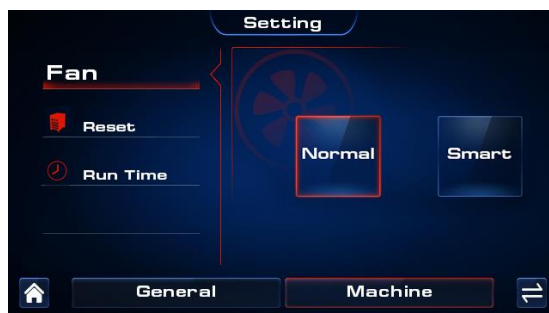 Setting
Fan
Reset
Run Time
Normal
Smart
General
Machine